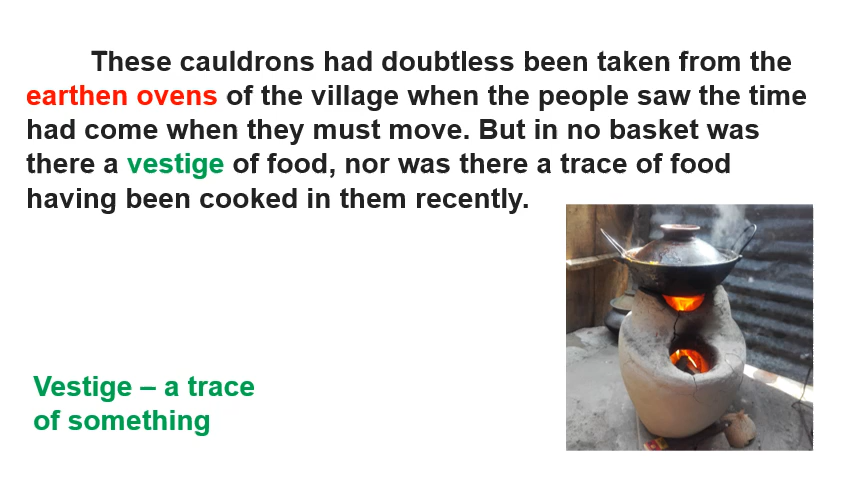 These cauldrons had doubtless been taken from the
earthen ovens of the village when the people saw the time
had come when they must move. But in no basket was
there a vestige of food, nor was there a trace of food
having been cooked in them recently.
Vestige – a trace
of something